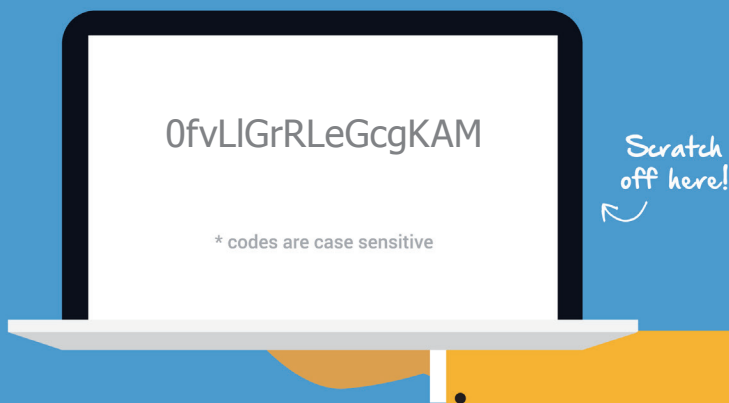 0fvLlGrRLeGcgKAM
Scratch
off here!
* codes are case sensitive